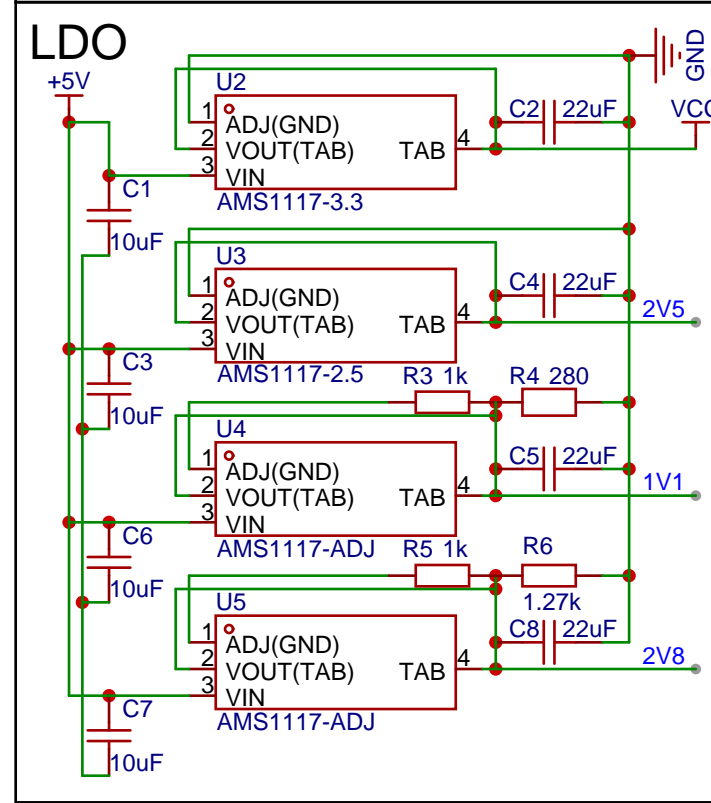 LDO
+5V
GND
VCC
U2
1
ADJ(GND)
2
VOUT(TAB)
TAB
4
3
VIN
AMS1117-3.3
C2
22uF
C1
10uF
U3
1
ADJ(GND)
2
VOUT(TAB)
TAB
4
3
VIN
AMS1117-2.5
C4
22uF
2V5
C3
10uF
R3 1k
R4 280
U4
1
ADJ(GND)
2
VOUT(TAB)
TAB
4
3
VIN
AMS1117-ADJ
C5
22uF
1V1
C6
10uF
R5 1k
R6
1.27k
U5
1
ADJ(GND)
2
VOUT(TAB)
TAB
4
3
VIN
AMS1117-ADJ
C8
22uF
2V8
C7
10uF